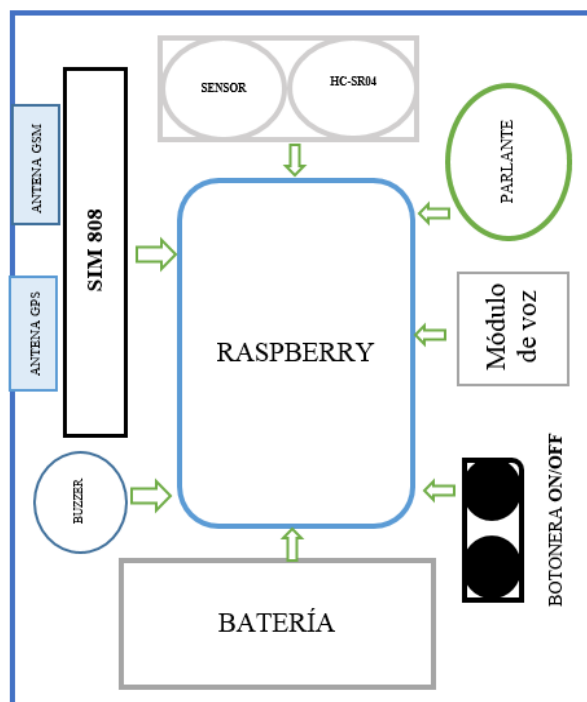 SENSOR
HC-SR04
ANTENA GSM
SIM 808
PARLANTE
ANTENA GPS
RASPBERRY
Módulo
de voz
BUZZER
BOTONERA ON/OFF
BATERÍA